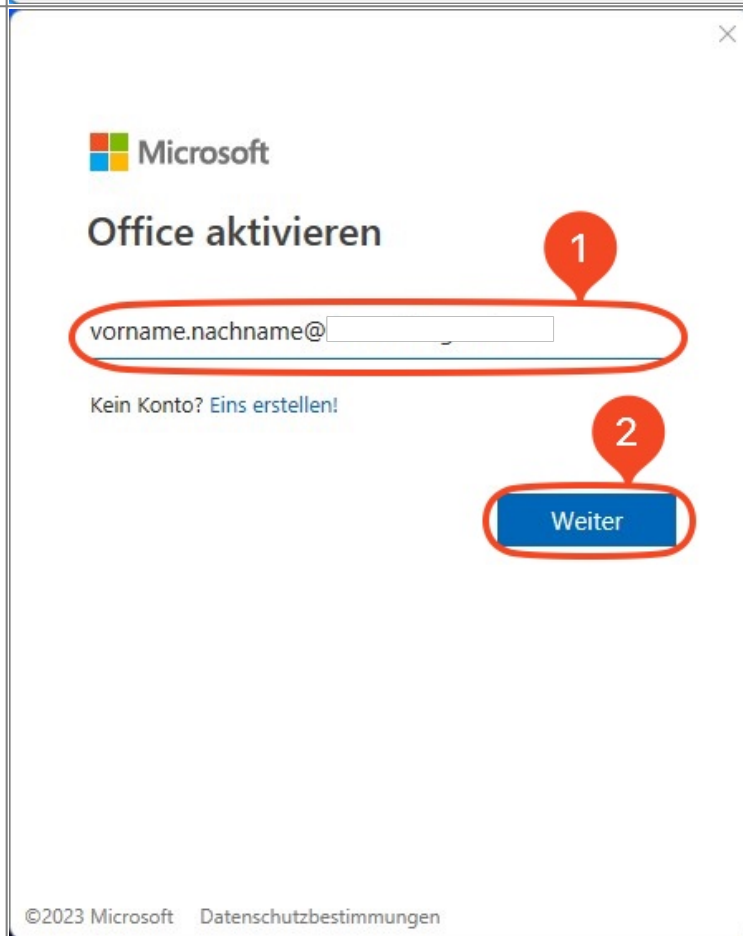 Microsoft
Office aktivieren
1
vorname.nachname@
Kein Konto? Eins erstellen!
2
Weiter
©2023 Microsoft Datenschutzbestimmungen